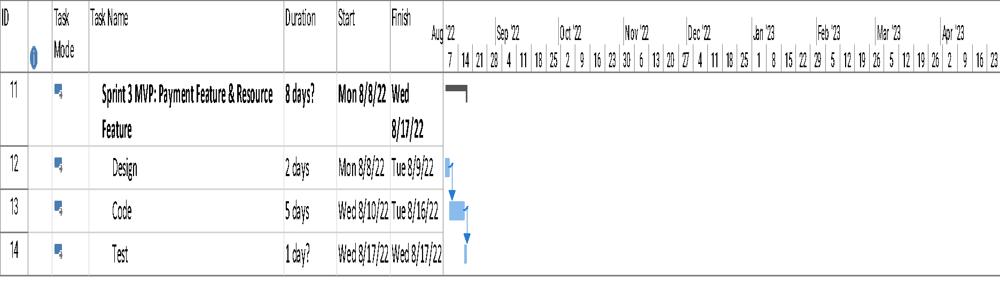 ID Task Task Name Duration Start Finish
Mode
Aug '22 Sep '22 Oct '22 Nov '22 Dec '22 Jan '23 Feb '23 Mar '23 Apr '23
7 14 21 28 4 11 18 25 2 9 16 23 30 6 13 20 27 4 11 18 25 1 8 15 22 29 5 12 19 26 5 12 19 26 2 9 16 23
11 Sprint 3 MVP: Payment Feature & Resource 8 days? Mon 8/8/22 Wed
Feature 8/17/22
12 Design 2 days Mon 8/8/22 Tue 8/9/22
13 Code 5 days Wed 8/10/22 Tue 8/16/22
14 Test 1 day? Wed 8/17/22 Wed 8/17/22